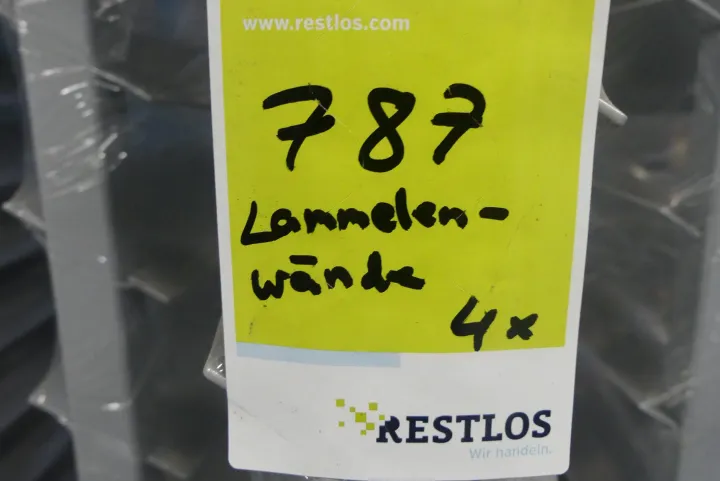 www.restlos.com
787
Lammelen-
wände
4x
RESTLOS
Wir handeln.